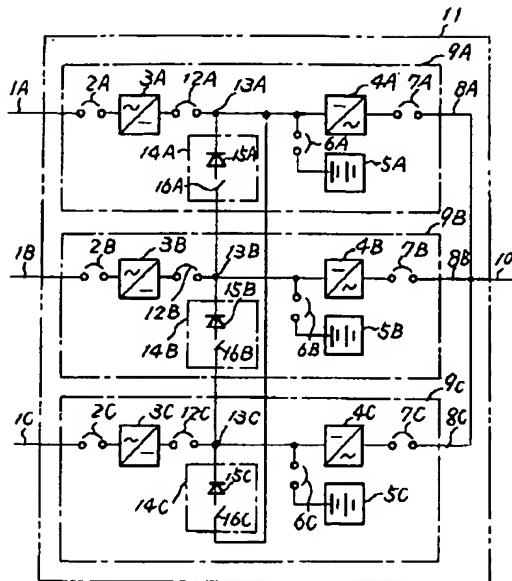 11
9A
1A 2A 3A 12A 13A 4A 7A 8A
14A 15A 6A 5A
16A
9B
1B 2B 3B 12B 13B 4B 7B 8B 10
14B 15B 16B 6B 5B
9C
1C 2C 3C 12C 13C 4C 7C 8C
14C 15C 16C 6C 5C